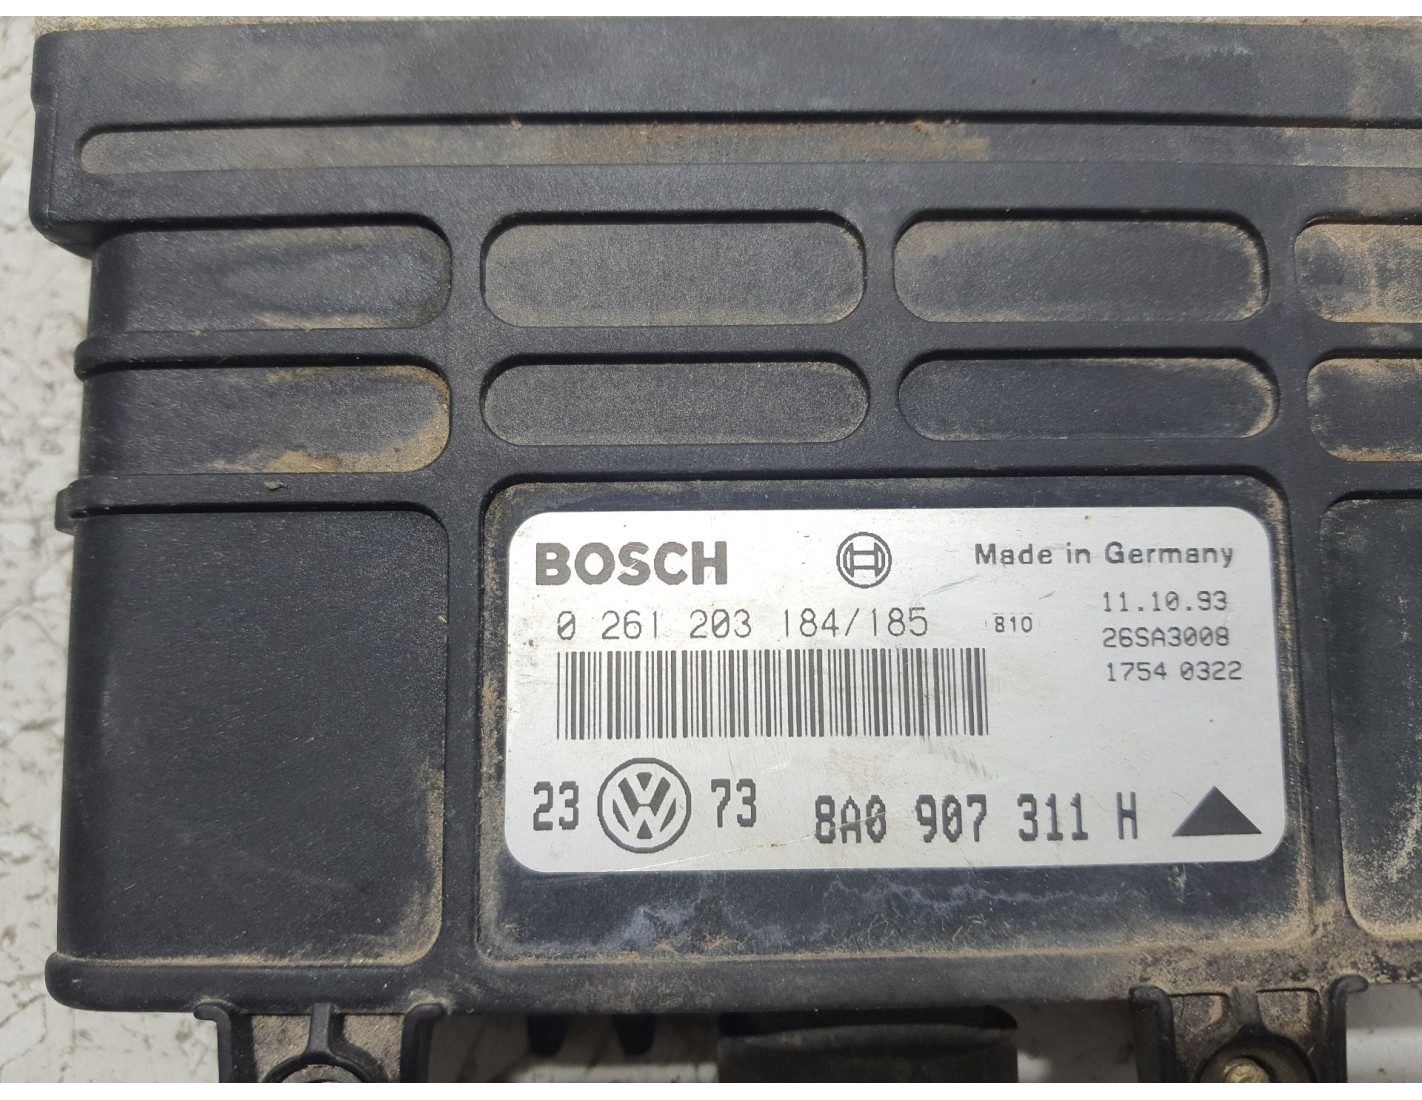 BOSCH Made in Germany
0 261 203 184/185 810 11.10.93
26SA3008
1754 0322
23 VW 73 8A0 907 311 H